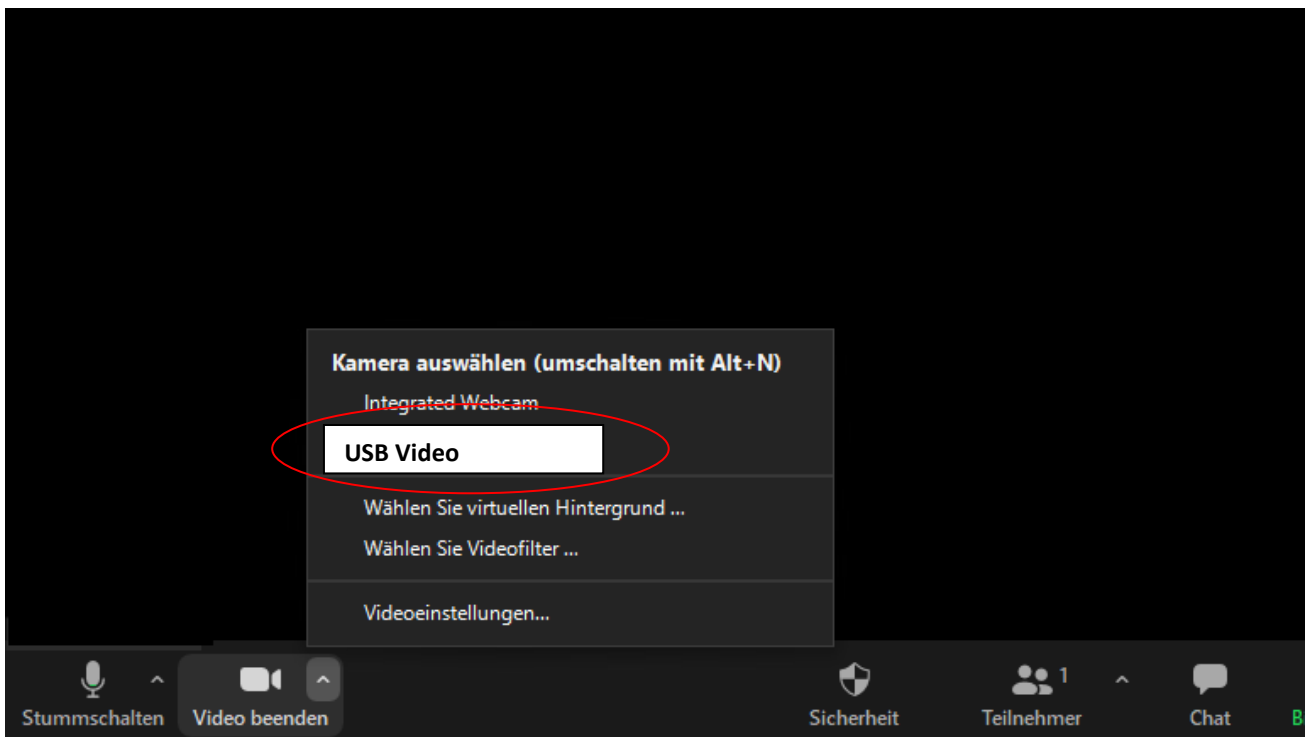 Kamera auswählen (umschalten mit Alt+N)
Integrated Webcam
USB Video
Wählen Sie virtuellen Hintergrund ...
Wählen Sie Videofilter ...
Videoeinstellungen...
1
Stummschalten Video beenden Sicherheit Teilnehmer Chat B